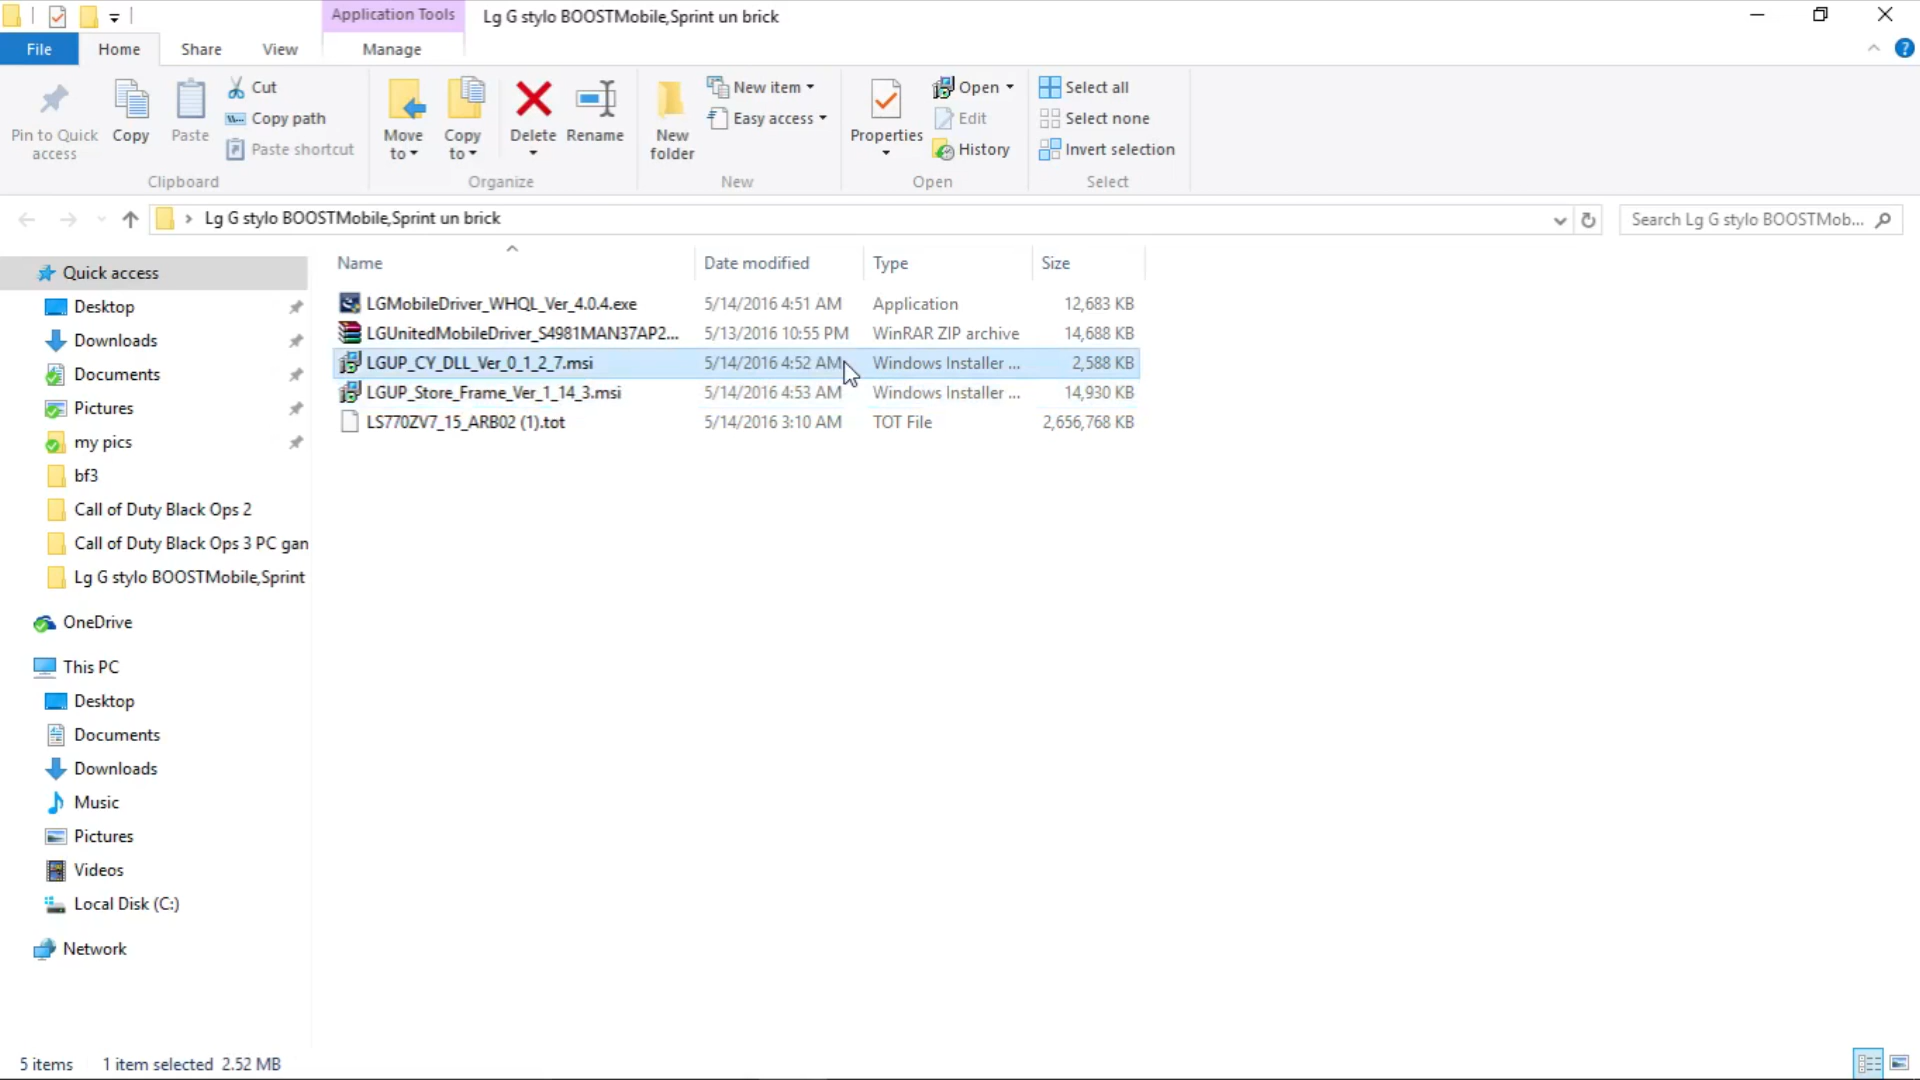 Application Tools
Lg G stylo BOOSTMobile,Sprint un brick
File
Home
Share
View
Manage
Pin to Quick access
Copy
Paste
Cut
Copy path
Paste shortcut
Clipboard
Move to
Copy to
Delete
Rename
Organize
New folder
New item
Easy access
New
Properties
Open
Edit
History
Open
Select all
Select none
Invert selection
Select
Lg G stylo BOOSTMobile,Sprint un brick
Search Lg G stylo BOOSTMob...
Quick access
Desktop
Downloads
Documents
Pictures
my pics
bf3
Call of Duty Black Ops 2
Call of Duty Black Ops 3 PC gan
Lg G stylo BOOSTMobile,Sprint
OneDrive
This PC
Desktop
Documents
Downloads
Music
Pictures
Videos
Local Disk (C:)
Network
Name Date modified Type Size
LGMobileDriver_WHQL_Ver_4.0.4.exe 5/14/2016 4:51 AM Application 12,683 KB
LGUnitedMobileDriver_S4981MAN37AP2... 5/13/2016 10:55 PM WinRAR ZIP archive 14,688 KB
LGUP_CY_DLL_Ver_0_1_2_7.msi 5/14/2016 4:52 AM Windows Installer ... 2,588 KB
LGUP_Store_Frame_Ver_1_14_3.msi 5/14/2016 4:53 AM Windows Installer ... 14,930 KB
LS770ZV7_15_ARB02 (1).tot 5/14/2016 3:10 AM TOT File 2,656,768 KB
5 items 1 item selected 2.52 MB